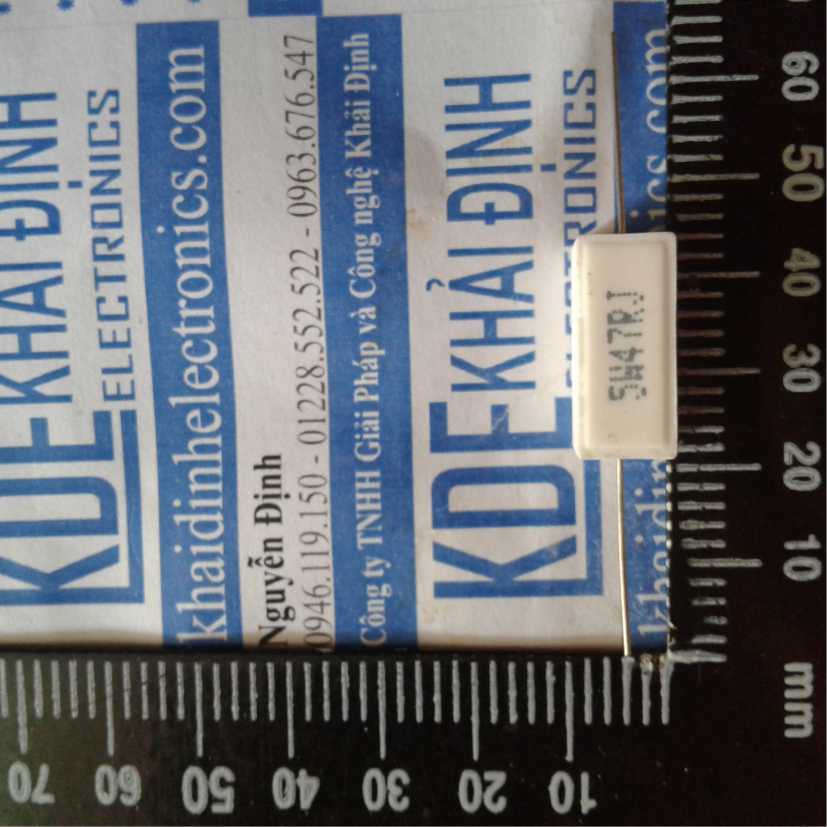 KDE KHẢI ĐỊNH
ELECTRONICS
khaidinhelectronics.com
Nguyễn Định
0946.119.150 - 01228.552.522 - 0963.676.547
Công ty TNHH Giải Pháp và Công nghệ Khải Định
KDE KHẢI ĐỊNH
ELECTRONICS
khaidin
5W47RJ
60
50
40
30
20
10
mm
70 60 50 40 30 20 10